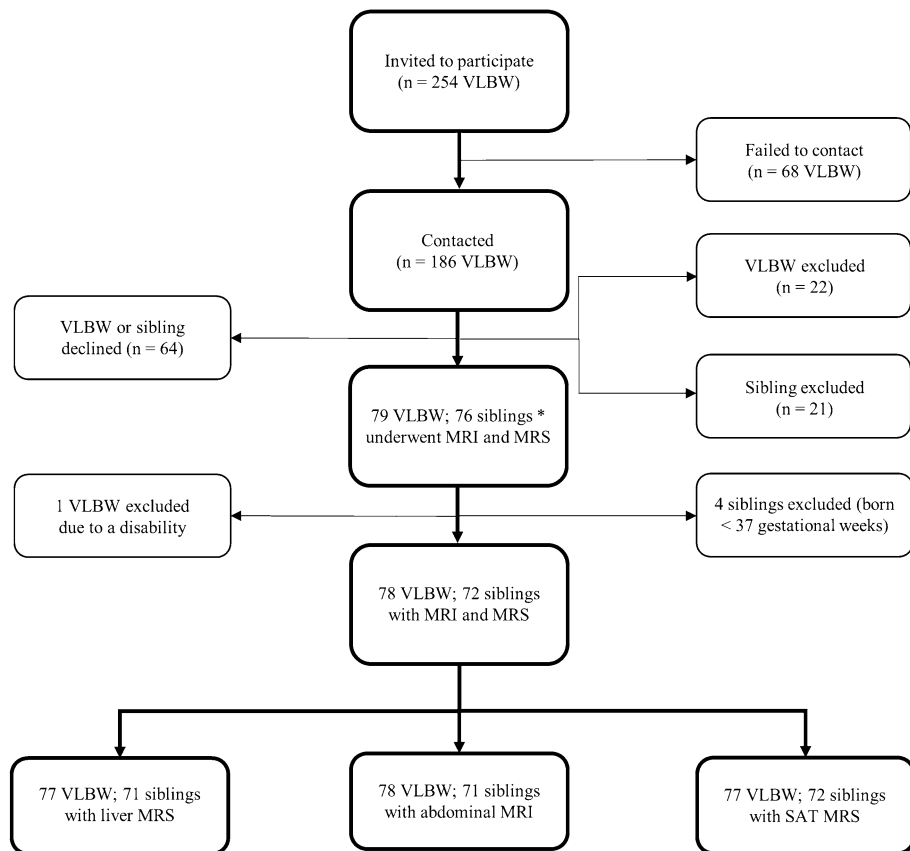 Invited to participate
(n = 254 VLBW)
Failed to contact
(n = 68 VLBW)
Contacted
(n = 186 VLBW)
VLBW excluded
(n = 22)
VLBW or sibling
declined (n = 64)
Sibling excluded
(n = 21)
79 VLBW; 76 siblings *
underwent MRI and MRS
1 VLBW excluded
due to a disability
4 siblings excluded (born
< 37 gestational weeks)
78 VLBW; 72 siblings
with MRI and MRS
77 VLBW; 71 siblings
with liver MRS
78 VLBW; 71 siblings
with abdominal MRI
77 VLBW; 72 siblings
with SAT MRS